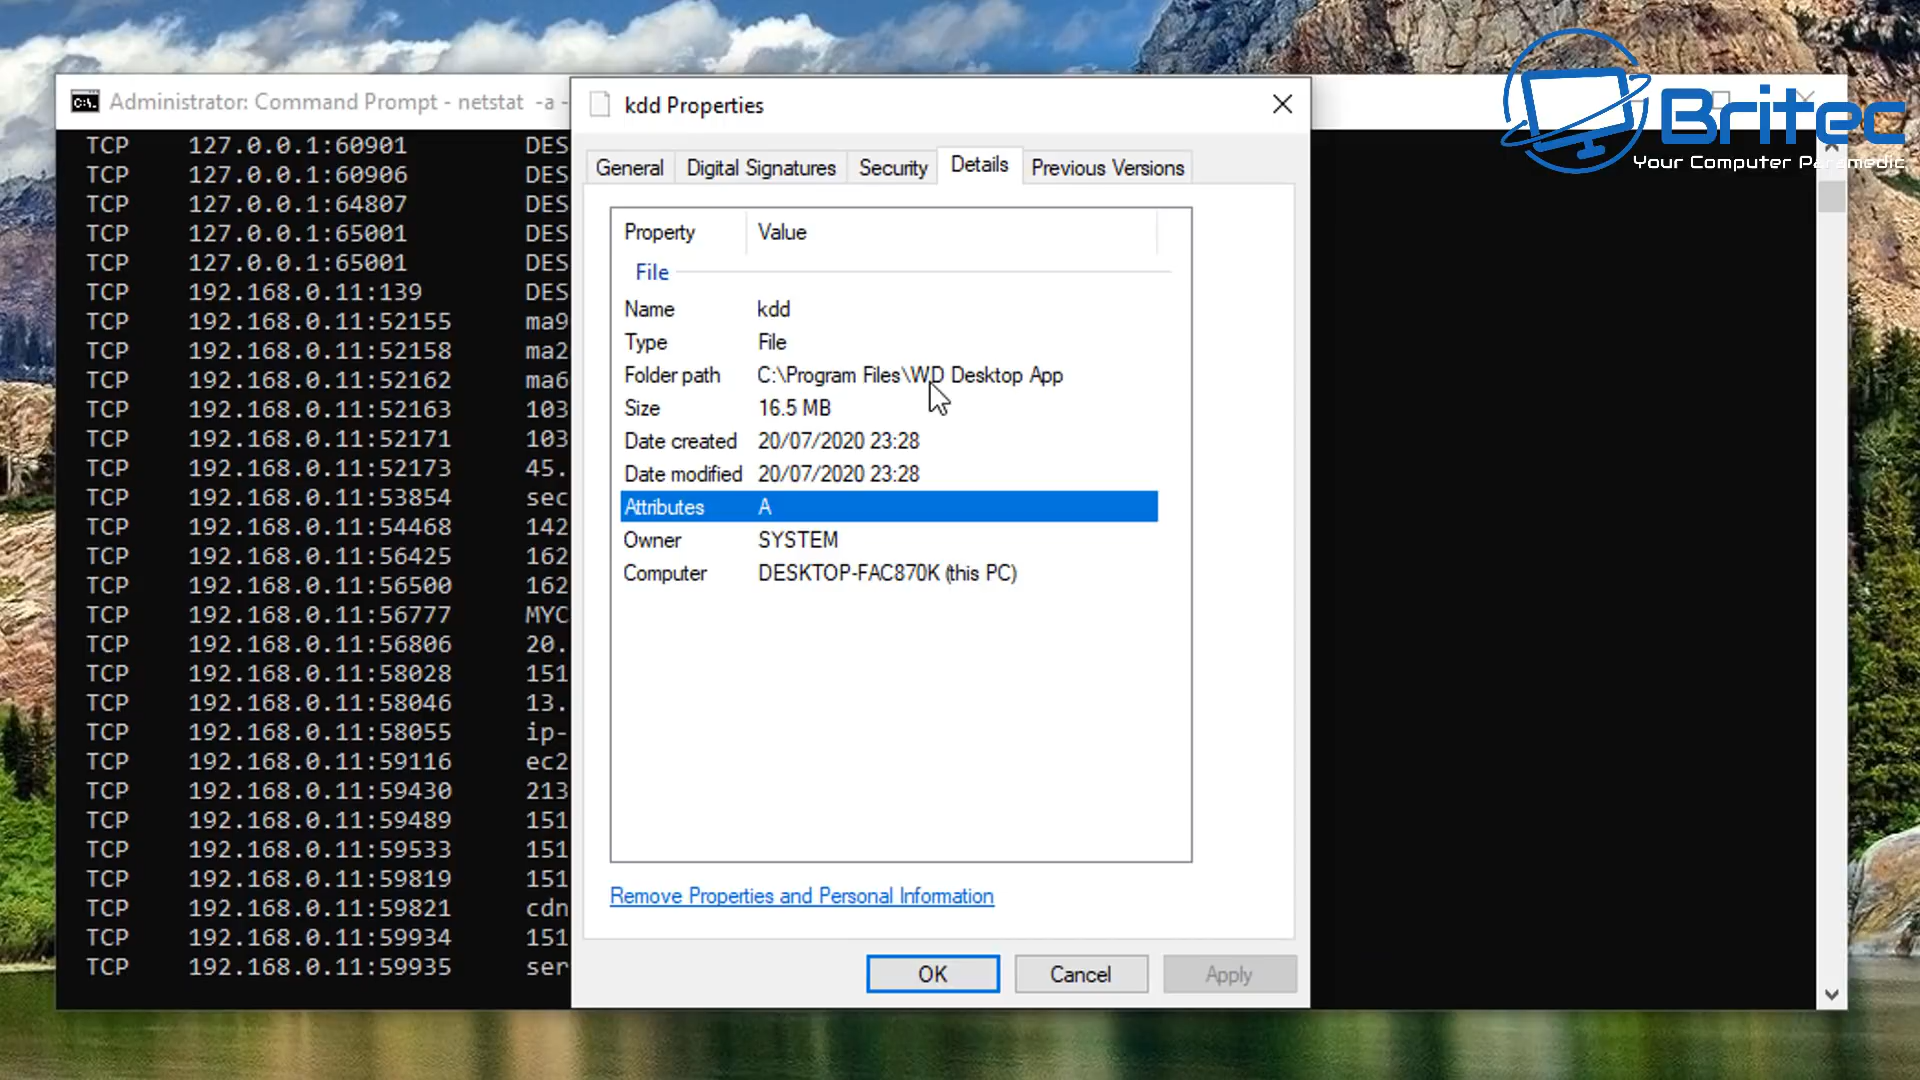 Britec
Your Computer Paramedic
Administrator: Command Prompt - netstat -a -
TCP 127.0.0.1:60901 DES
TCP 127.0.0.1:60906 DES
TCP 127.0.0.1:64807 DES
TCP 127.0.0.1:65001 DES
TCP 127.0.0.1:65001 DES
TCP 192.168.0.11:139 DES
TCP 192.168.0.11:52155 ma9
TCP 192.168.0.11:52158 ma2
TCP 192.168.0.11:52162 ma6
TCP 192.168.0.11:52163 103
TCP 192.168.0.11:52171 103
TCP 192.168.0.11:52173 45.
TCP 192.168.0.11:53854 sec
TCP 192.168.0.11:54468 142
TCP 192.168.0.11:56425 162
TCP 192.168.0.11:56500 162
TCP 192.168.0.11:56777 MYC
TCP 192.168.0.11:56806 20.
TCP 192.168.0.11:58028 151
TCP 192.168.0.11:58046 13.
TCP 192.168.0.11:58055 ip-
TCP 192.168.0.11:59116 ec2
TCP 192.168.0.11:59430 213
TCP 192.168.0.11:59489 151
TCP 192.168.0.11:59533 151
TCP 192.168.0.11:59819 151
TCP 192.168.0.11:59821 cdn
TCP 192.168.0.11:59934 151
TCP 192.168.0.11:59935 ser
kdd Properties
General Digital Signatures Security Details Previous Versions
Property Value
File
Name kdd
Type File
Folder path C:\Program Files\WD Desktop App
Size 16.5 MB
Date created 20/07/2020 23:28
Date modified 20/07/2020 23:28
Attributes A
Owner SYSTEM
Computer DESKTOP-FAC870K (this PC)
Remove Properties and Personal Information
OK Cancel Apply